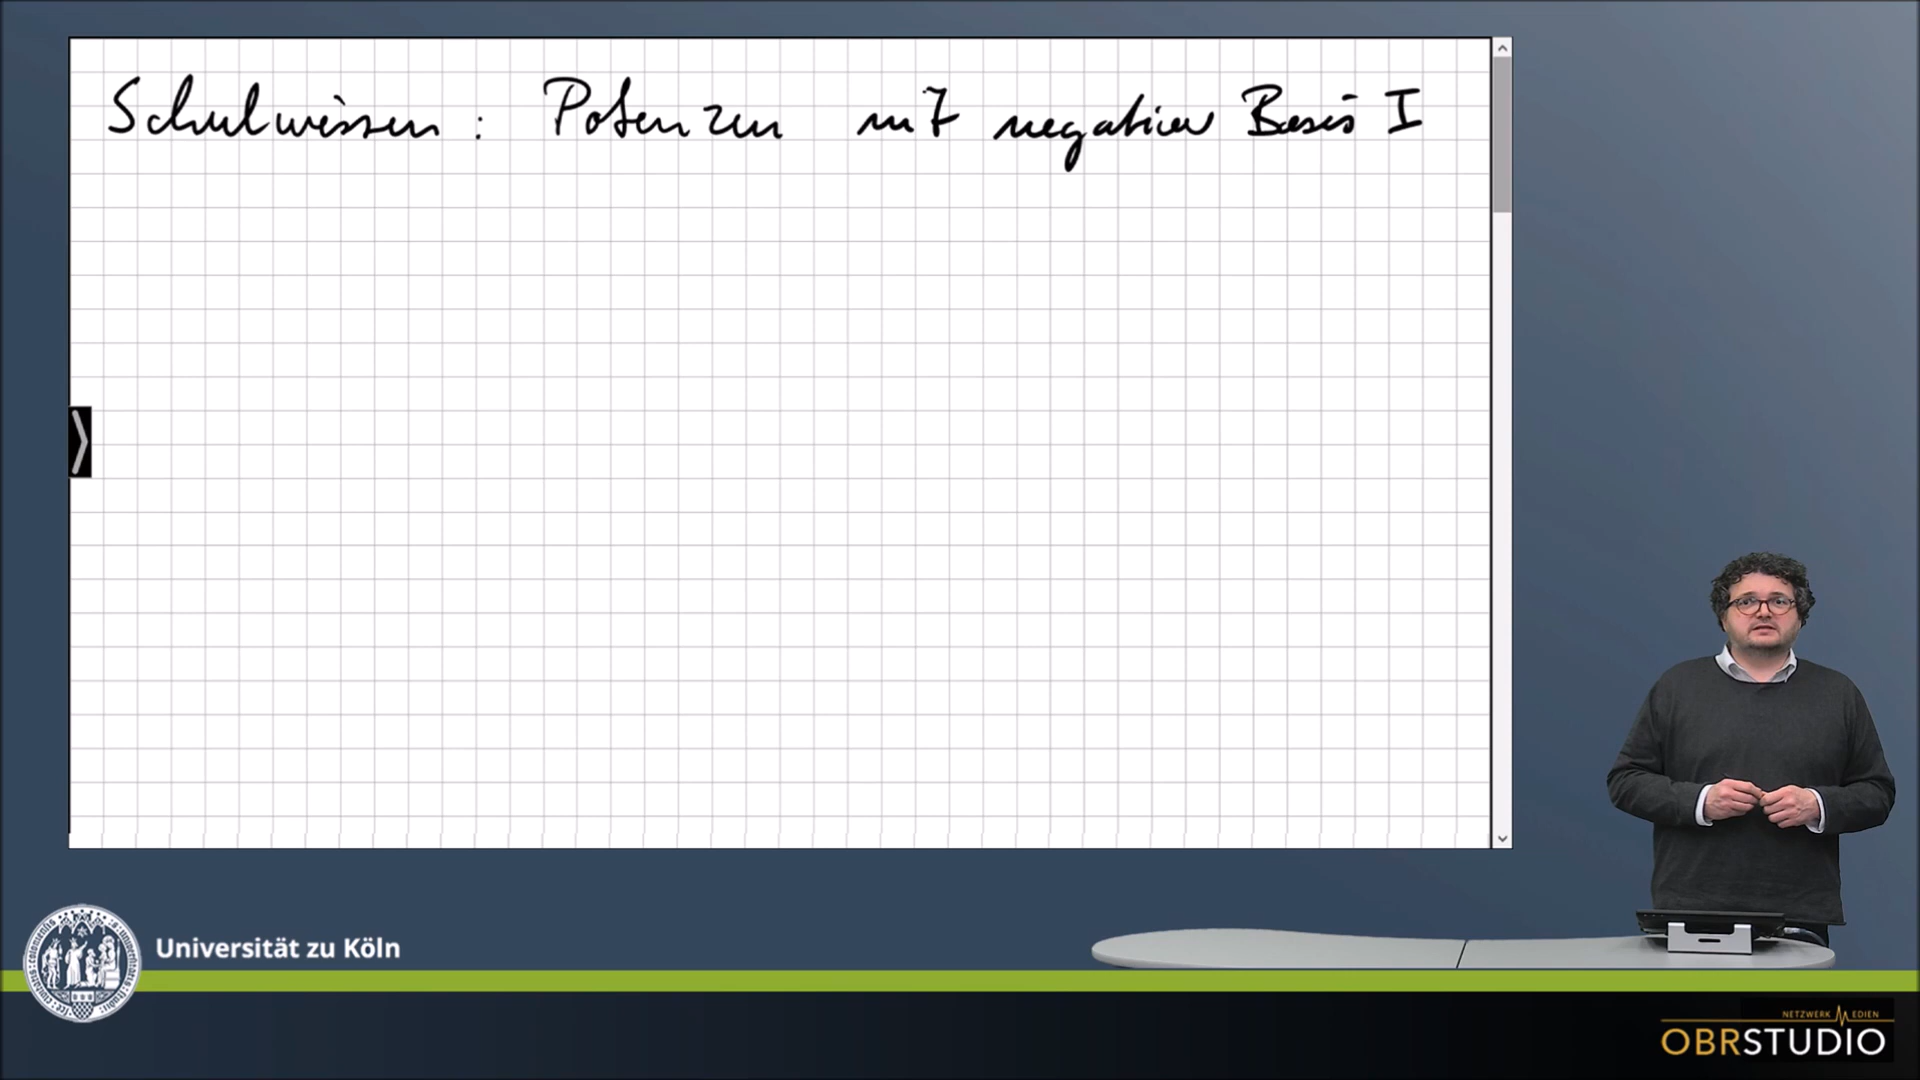 Schulwissen: Potenzen mit negativer Basis I
Universität zu Köln
NETZWERK MEDIEN
OBRSTUDIO